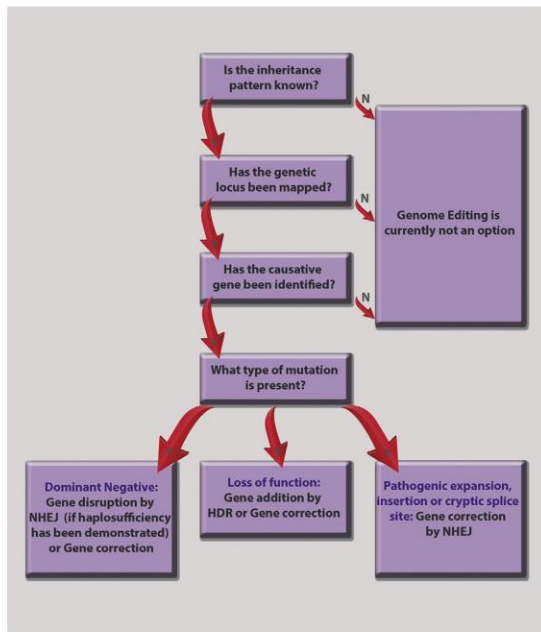 Is the inheritance
pattern known?
N
Has the genetic
locus been mapped?
N
Genome Editing is
currently not an option
Has the causative
gene been identified?
N
What type of mutation
is present?
Dominant Negative:
Gene disruption by
NHEJ (if haplosufficiency
has been demonstrated)
or Gene correction
Loss of function:
Gene addition by
HDR or Gene correction
Pathogenic expansion,
insertion or cryptic splice
site: Gene correction
by NHEJ